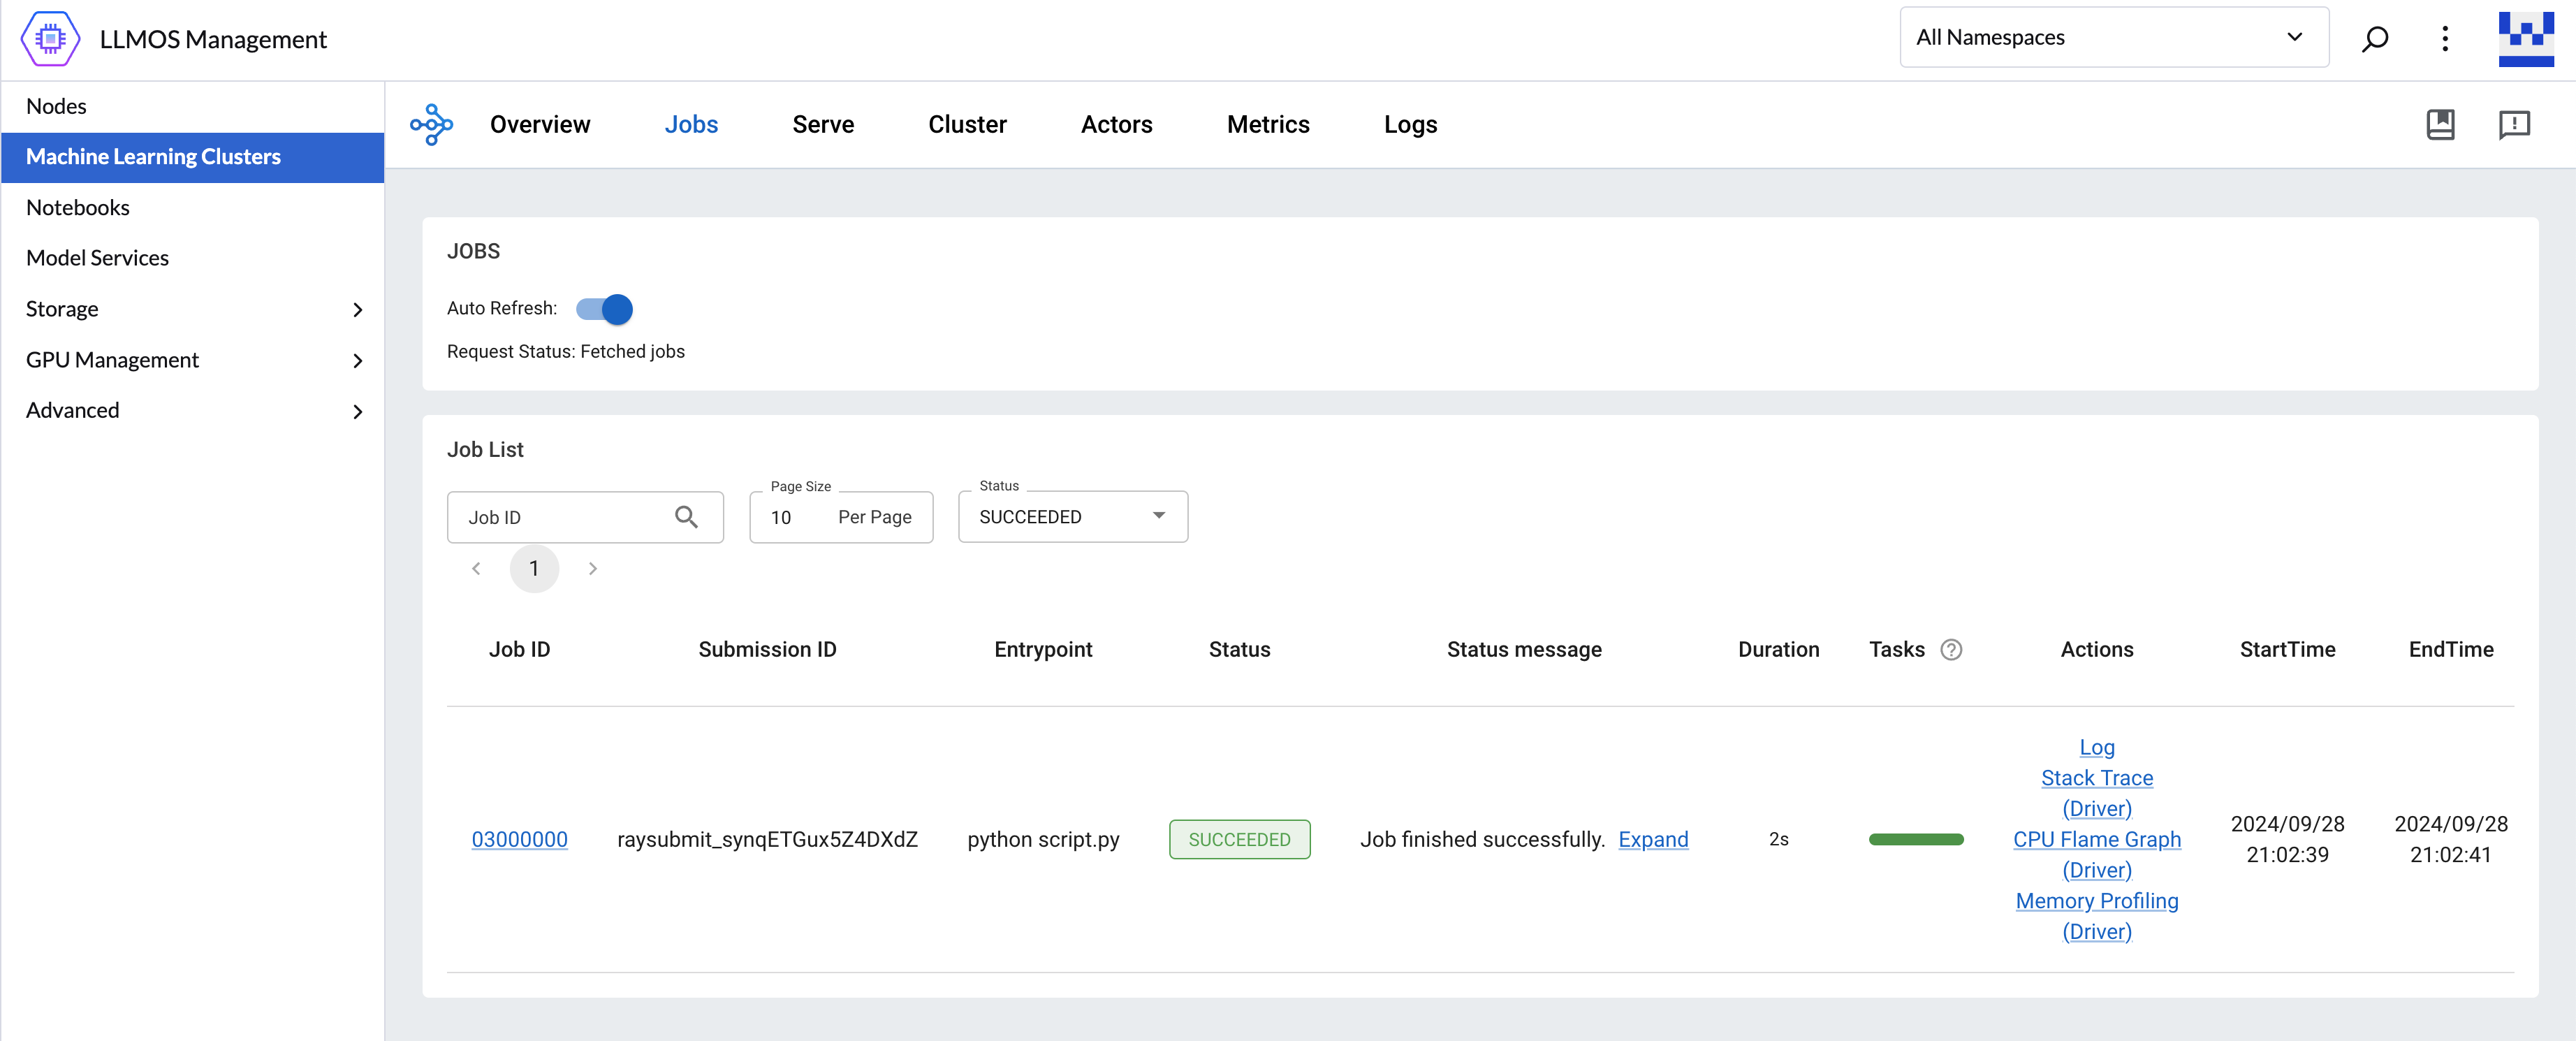 LLMOS Management
All Namespaces
Nodes
Machine Learning Clusters
Notebooks
Model Services
Storage
GPU Management
Advanced
Overview Jobs Serve Cluster Actors Metrics Logs
JOBS
Auto Refresh:
Request Status: Fetched jobs
Job List
Page Size
Status
Job ID
10 Per Page
SUCCEEDED
1
Job ID Submission ID Entrypoint Status Status message Duration Tasks ? Actions StartTime EndTime
03000000 raysubmit_synqETGux5Z4DXdZ python script.py SUCCEEDED Job finished successfully. Expand 2s
Log
Stack Trace
(Driver)
CPU Flame Graph
(Driver)
Memory Profiling
(Driver)
2024/09/28
21:02:39
2024/09/28
21:02:41